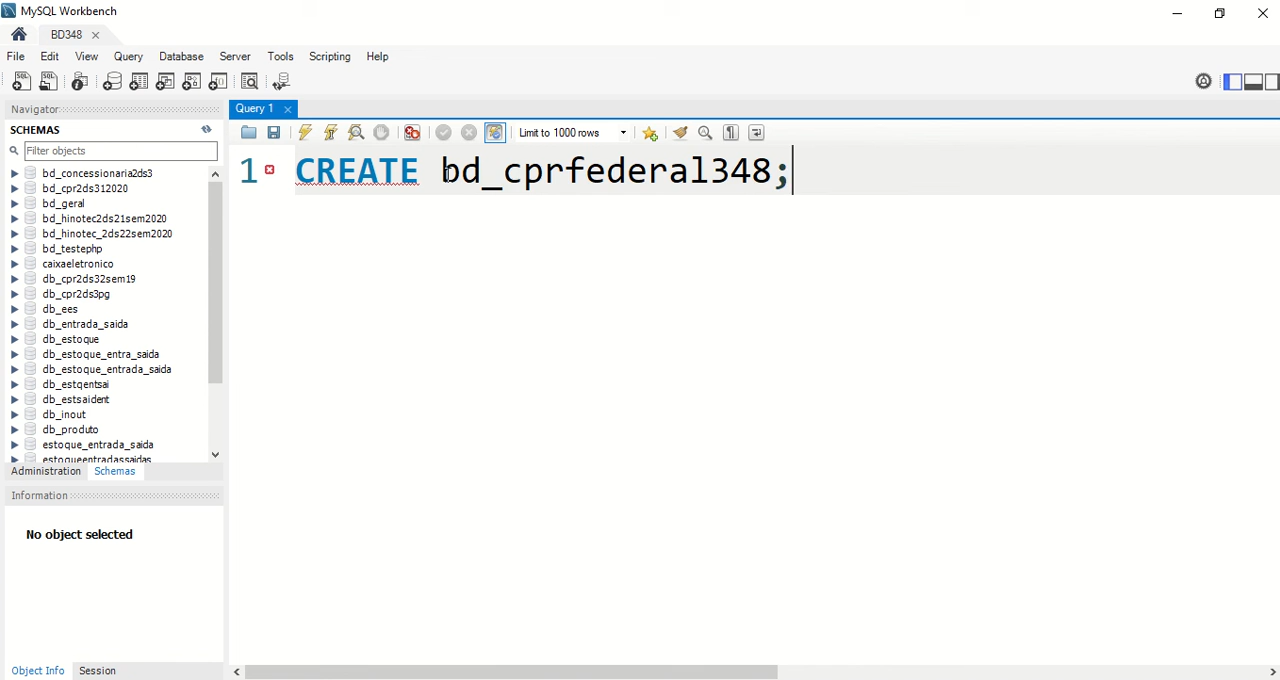 MySQL Workbench
BD348
File Edit View Query Database Server Tools Scripting Help
Navigator
SCHEMAS
Filter objects
bd_concessionaria2ds3
bd_cpr2ds312020
bd_geral
bd_hinotec2ds21sem2020
bd_hinotec_2ds22sem2020
bd_testephp
caixaeletronico
db_cpr2ds32sem19
db_cpr2ds3pg
db_ees
db_entrada_saida
db_estoque
db_estoque_entra_saida
db_estoque_entrada_saida
db_estqentsai
db_estsaident
db_inout
db_produto
estoque_entrada_saida
estoqueentradassaidas
Administration Schemas
Information
No object selected
Object Info Session
Query 1
Limit to 1000 rows
1 CREATE bd_cprfederal348;